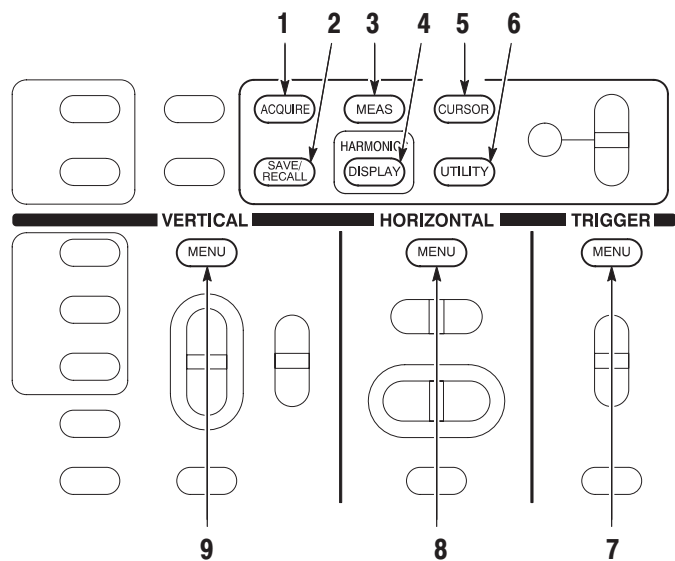 1 2 3 4 5 6
ACQUIRE MEAS CURSOR
HARMONIC
SAVE/
RECALL DISPLAY UTILITY
VERTICAL HORIZONTAL TRIGGER
MENU MENU MENU
9 8 7